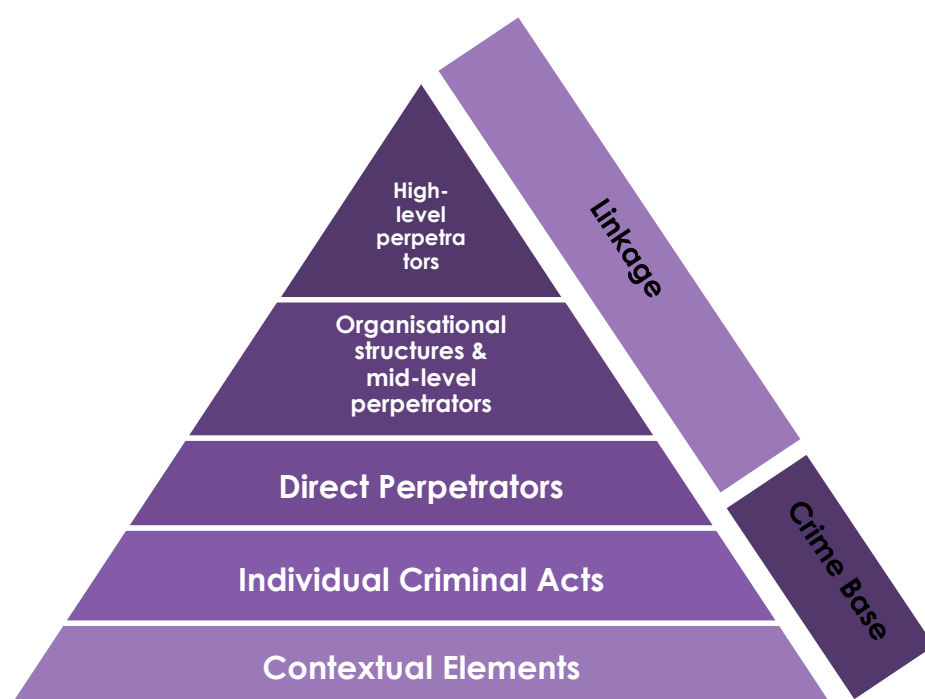 High-
level
perpetra
tors
Linkage
Organisational
structures &
mid-level
perpetrators
Direct Perpetrators
Crime Base
Individual Criminal Acts
Contextual Elements